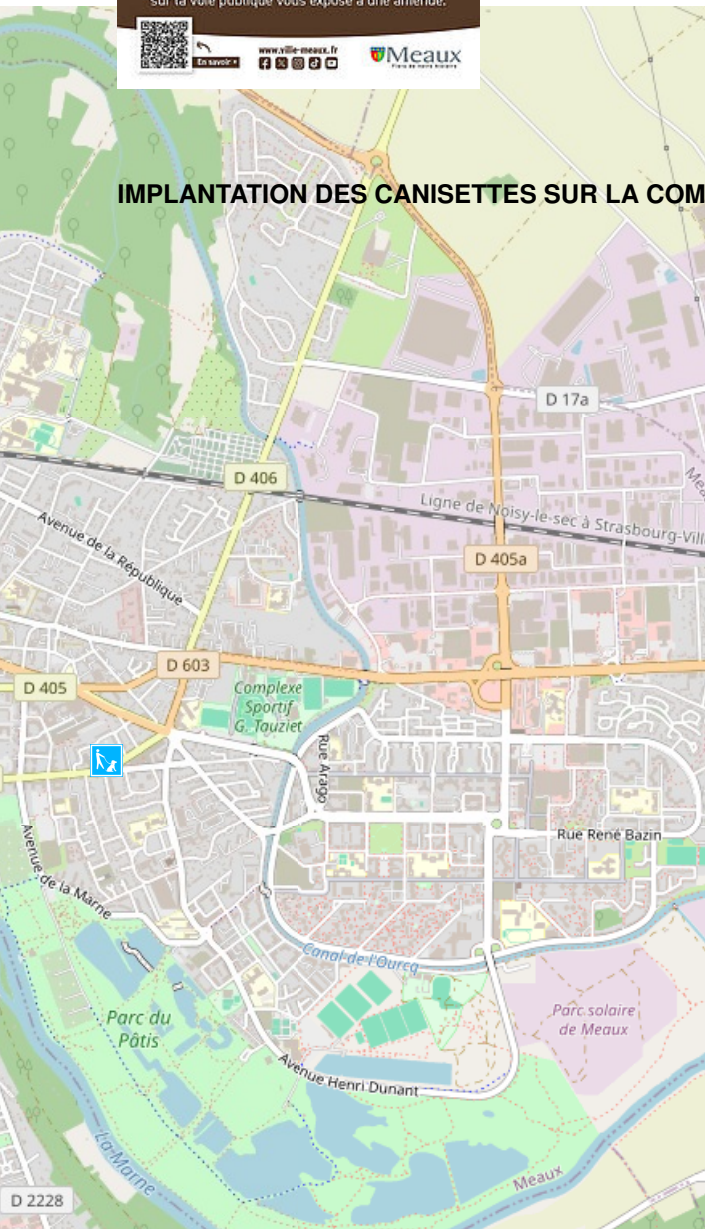 sur la voie publique vous expose à une amende.
En savoir +
www.ville-meaux.fr
Meaux
IMPLANTATION DES CANISETTES SUR LA COM
D 17a
D 406
Ligne de Noisy-le-sec à Strasbourg-Vill
Avenue de la République
D 405a
D 603
D 405
Complexe
Sportif
G. Tauziet
Rue Arago
Rue René Bazin
Avenue de la Marne
Canal de l'Ourcq
Parc du
Pâtis
Parc solaire
de Meaux
Avenue Henri Dunant
La Marne
Meaux
D 2228